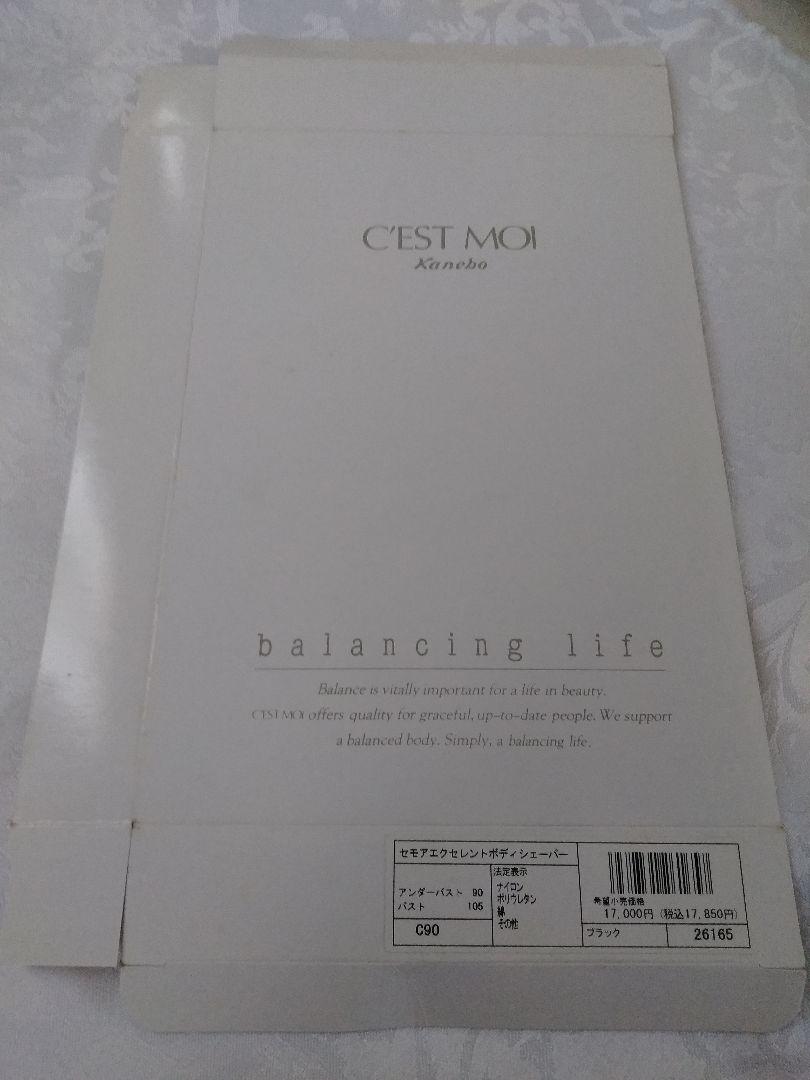 C'EST MOI
Kanebo
balancing life
Balance is vitally important for a life in beauty.
C'EST MOI offers quality for graceful, up-to-date people. We support
a balanced body. Simply, a balancing life.
セモアエクセレントボディシェーパー
アンダーバスト 90
バスト 105
C90
法定表示
ナイロン
ポリウレタン
綿
その他
希望小売価格
17,000円 (税込17,850円)
ブラック
26165